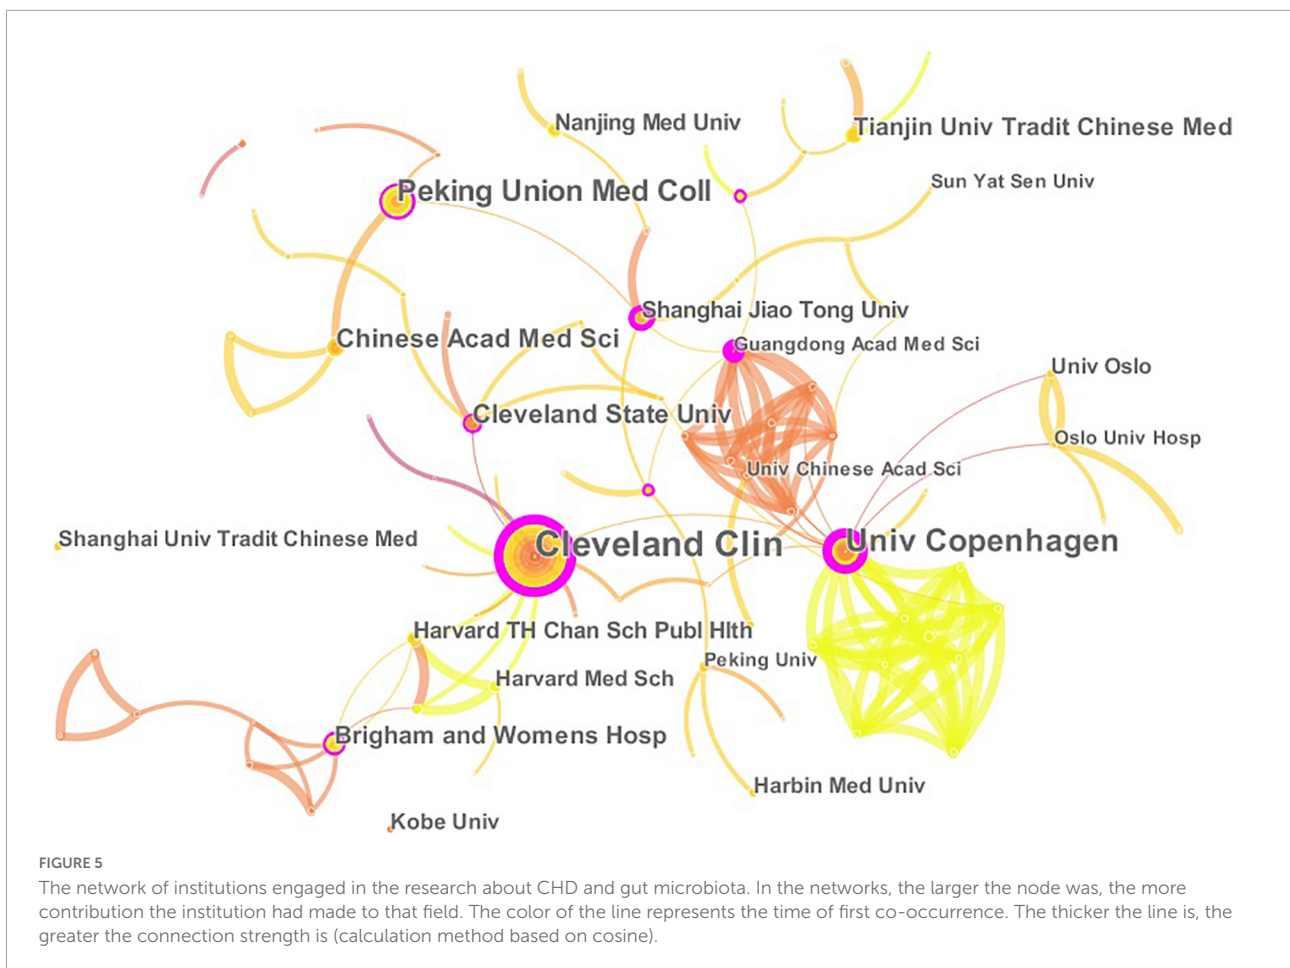 Nanjing Med Univ
Tianjin Univ Tradit Chinese Med
Sun Yat Sen Univ
Peking Union Med Coll
Shanghai Jiao Tong Univ
Chinese Acad Med Sci
Guangdong Acad Med Sci
Univ Oslo
Cleveland State Univ
Oslo Univ Hosp
Univ Chinese Acad Sci
Shanghai Univ Tradit Chinese Med
Cleveland Clin
Univ Copenhagen
Harvard TH Chan Sch Publ Hlth
Peking Univ
Harvard Med Sch
Brigham and Womens Hosp
Harbin Med Univ
Kobe Univ
FIGURE 5
The network of institutions engaged in the research about CHD and gut microbiota. In the networks, the larger the node was, the more
contribution the institution had made to that field. The color of the line represents the time of first co-occurrence. The thicker the line is, the
greater the connection strength is (calculation method based on cosine).